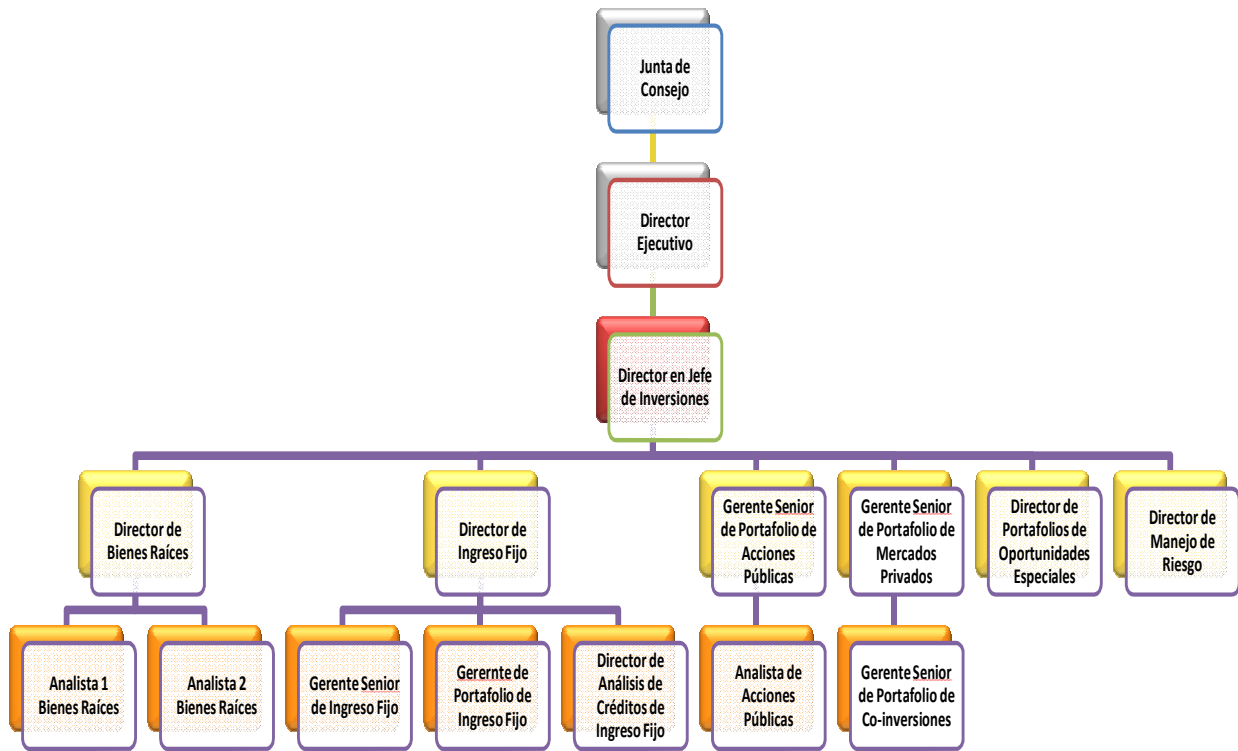 Junta de
Consejo
Director
Ejecutivo
Director en Jefe
de Inversiones
Director de
Bienes Raíces
Director de
Ingreso Fijo
Gerente Senior
de Portafolio de
Acciones
Públicas
Gerente Senior
de Portafolio de
Mercados
Privados
Director de
Portafolios de
Oportunidades
Especiales
Director de
Manejo de
Riesgo
Analista 1
Bienes Raíces
Analista 2
Bienes Raíces
Gerente Senior
de Ingreso Fijo
Gerernte de
Portafolio de
Ingreso Fijo
Director de
Análisis de
Créditos de
Ingreso Fijo
Analista de
Acciones
Públicas
Gerente Senior
de Portafolio de
Co-inversiones